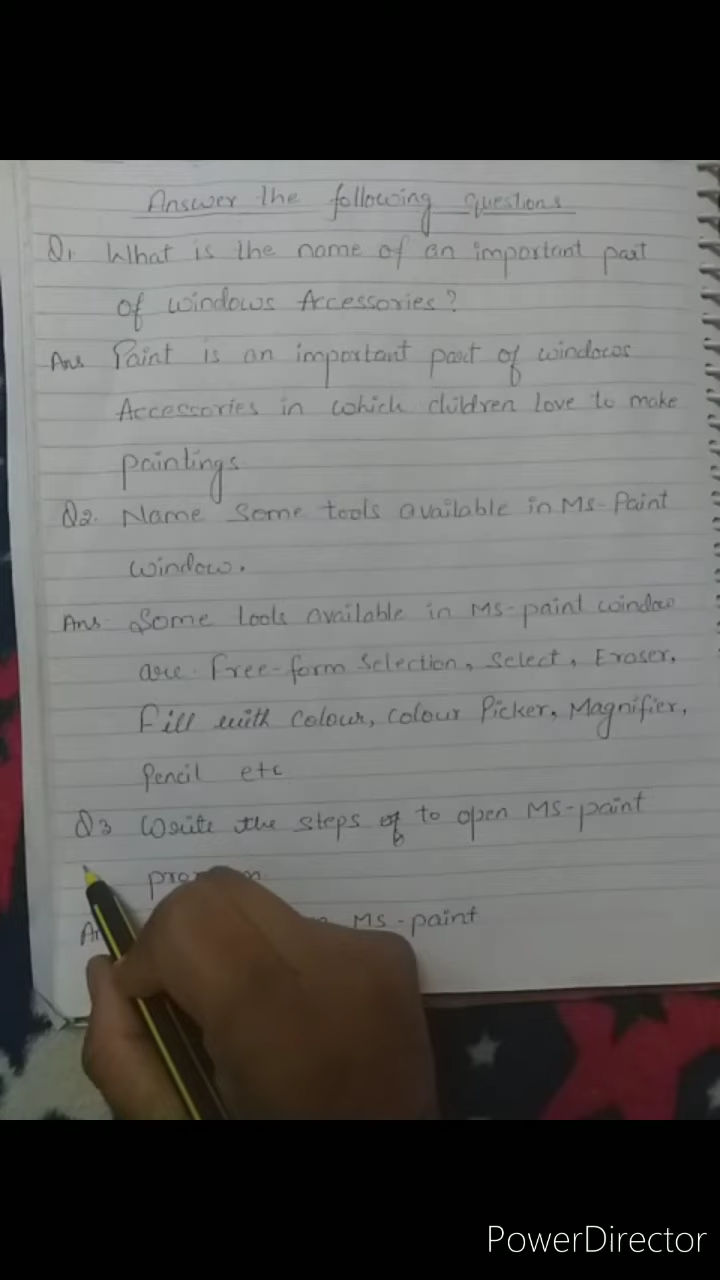 Answer the following questions
Q1 What is the name of an important part
of windows Accessories?
Ans Paint is an important part of windows
Accessories in which children love to make
paintings
Q2. Name Some tools available in Ms-Paint
window.
Ans Some tools available in Ms-paint window
are. Free-form Selection, Select, Eraser,
Fill with Colour, Colour Picker, Magnifier,
Pencil etc
Q3 Write the steps of to open Ms-paint
Ms-paint
PowerDirector